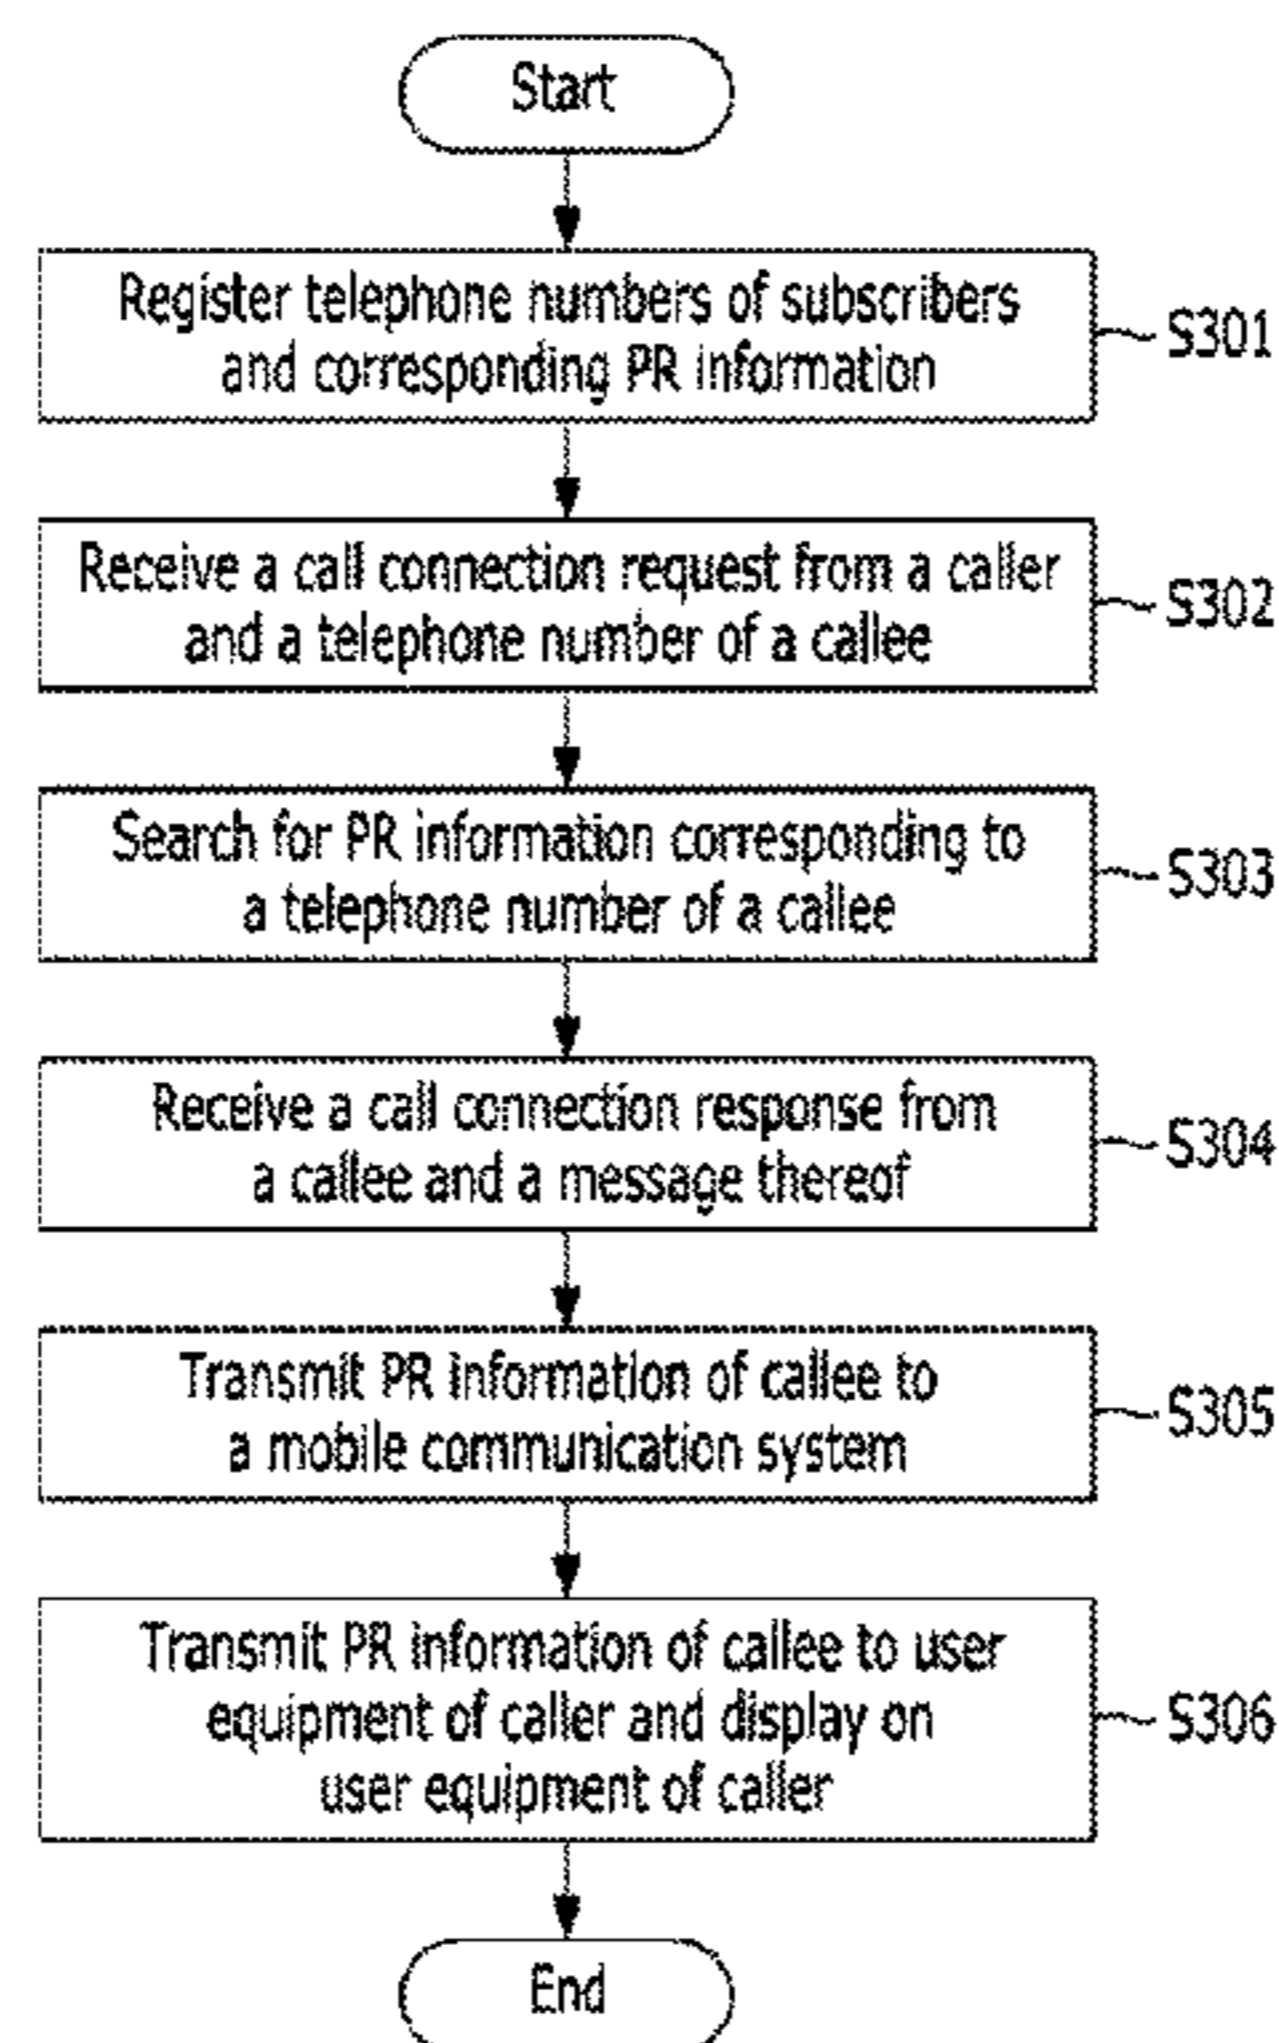 Start
Register telephone numbers of subscribers
and corresponding PR information
S301
Receive a call connection request from a caller
and a telephone number of a callee
S302
Search for PR information corresponding to
a telephone number of a callee
S303
Receive a call connection response from
a callee and a message thereof
S304
Transmit PR information of callee to
a mobile communication system
S305
Transmit PR information of callee to user
equipment of caller and display on
user equipment of caller
S306
End